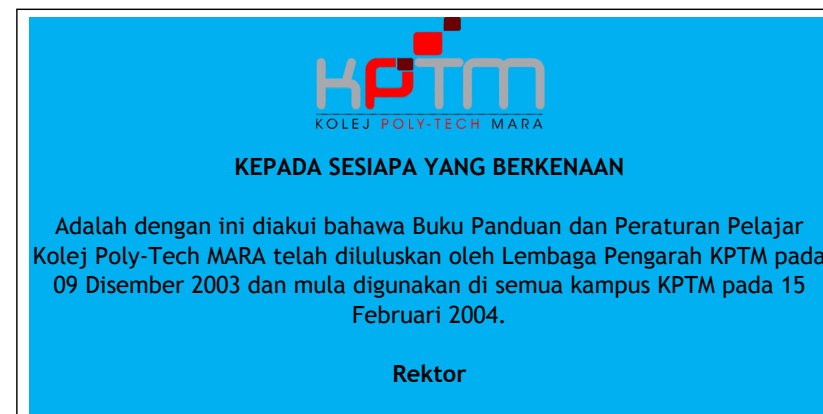 KPTM
KOLEJ POLY-TECH MARA
KEPADA SESIAPA YANG BERKENAAN
Adalah dengan ini diakui bahawa Buku Panduan dan Peraturan Pelajar
Kolej Poly-Tech MARA telah diluluskan oleh Lembaga Pengarah KPTM pada
09 Disember 2003 dan mula digunakan di semua kampus KPTM pada 15
Februari 2004.
Rektor